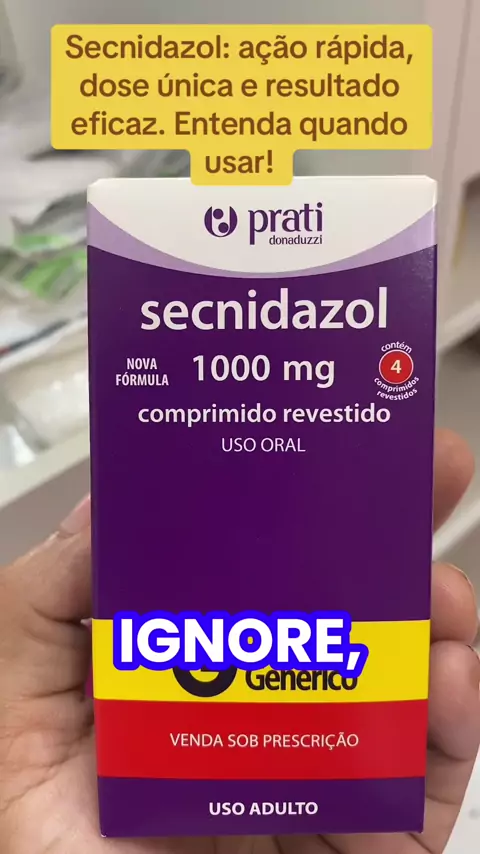 Secnidazol: ação rápida,
dose única e resultado
eficaz. Entenda quando
usar!
prati
donaduzzi
secnidazol
NOVA
FÓRMULA
1000 mg
contém
4
comprimidos
revestidos
comprimido revestido
USO ORAL
IGNORE,
Genérico
VENDA SOB PRESCRIÇÃO
USO ADULTO